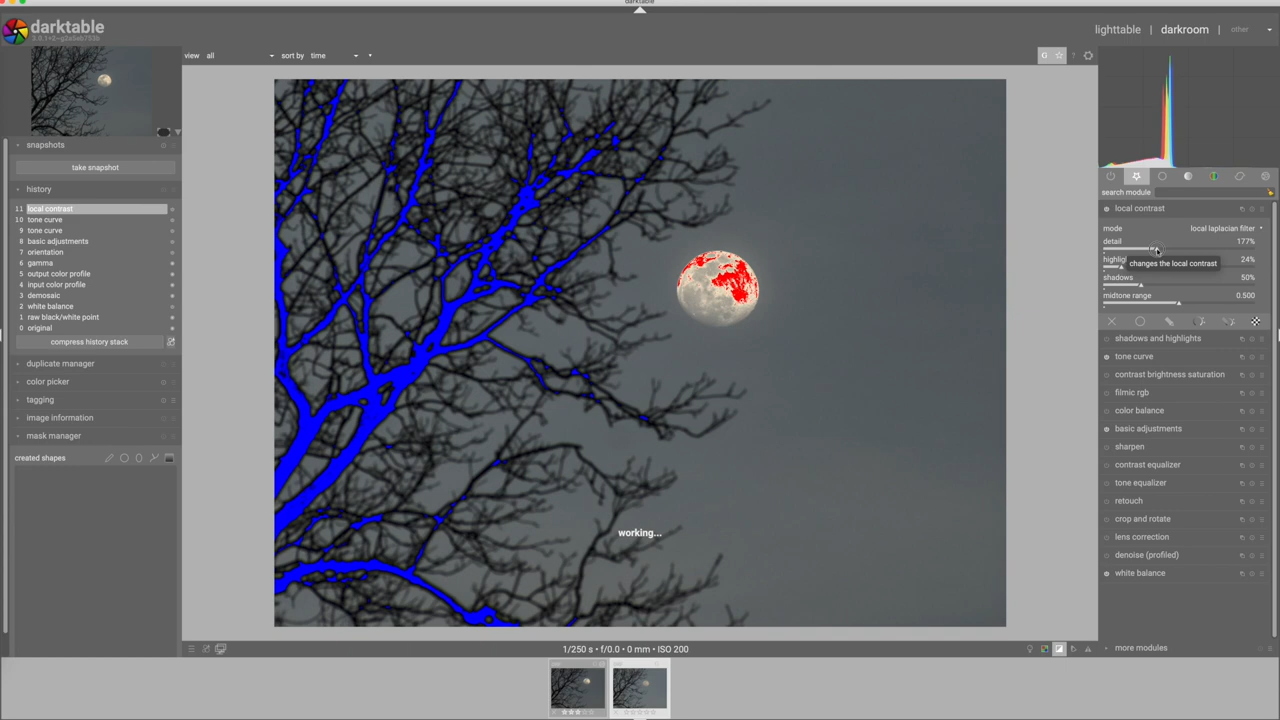 darktable
darktable
3.0.1+2~g2a5eb753b
lighttable | darkroom | other
view all sort by time
G ?
snapshots
take snapshot
history
11 local contrast
10 tone curve
9 tone curve
8 basic adjustments
7 orientation
6 gamma
5 output color profile
4 input color profile
3 demosaic
2 white balance
1 raw black/white point
0 original
compress history stack
duplicate manager
color picker
tagging
image information
mask manager
created shapes
working...
1/250 s • f/0.0 • 0 mm • ISO 200
search module
local contrast
mode local laplacian filter
detail 177%
24%
changes the local contrast
shadows 50%
midtone range 0.500
shadows and highlights
tone curve
contrast brightness saturation
filmic rgb
color balance
basic adjustments
sharpen
contrast equalizer
tone equalizer
retouch
crop and rotate
lens correction
denoise (profiled)
white balance
more modules